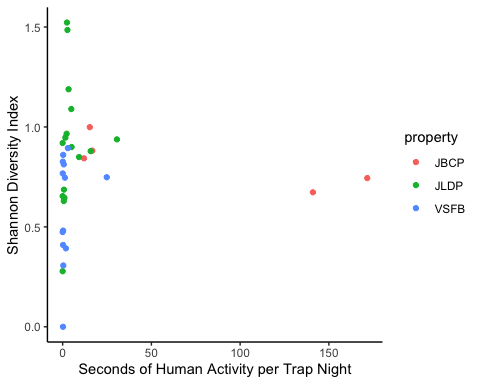 1.5
1.0
0.5
0.0
Shannon Diversity Index
0
50
100
150
Seconds of Human Activity per Trap Night
property
JBCP
JLDP
VSFB